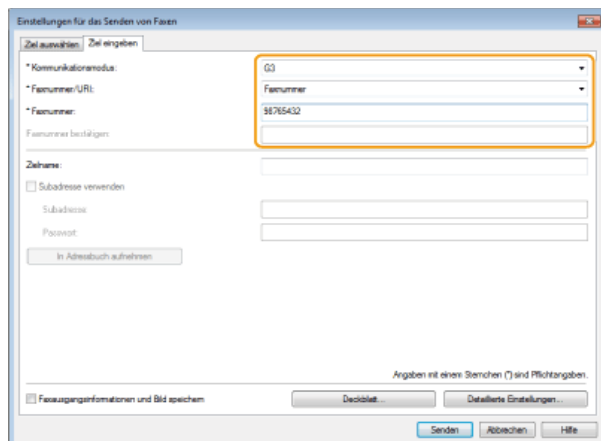 Einstellungen für das Senden von Faxen
Ziel auswählen Ziel eingeben
* Kommunikationsmodus: G3
* Faxnummer/URI: Faxnummer
* Faxnummer: 98765432
Faxnummer bestätigen:
Zielname:
Subadresse verwenden
Subadresse:
Passwort:
In Adressbuch aufnehmen
Angaben mit einem Sternchen (*) sind Pflichtangaben.
Faxausgangsinformationen und Bild speichern Deckblatt... Detaillierte Einstellungen...
Senden Abbrechen Hilfe